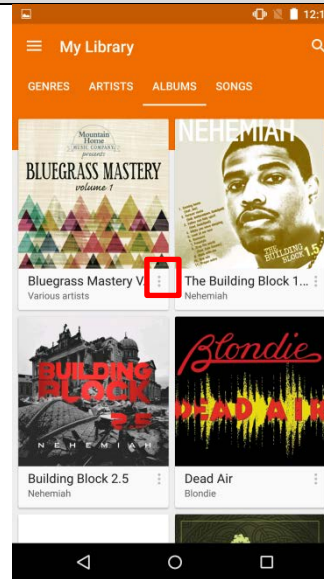 12:1
My Library
GENRES ARTISTS ALBUMS SONGS
Mountain
Home
MUSIC COMPANY
presents
BLUEGRASS MASTERY
volume 1
NEHEMIAH
THE
BUILDING
BLOCK 1.5
Bluegrass Mastery V.
Various artists
The Building Block 1...
Nehemiah
BUILDING
BLOCK
2.5
NEHEMIAH
Blondie
DEAD AIR
Building Block 2.5
Nehemiah
Dead Air
Blondie